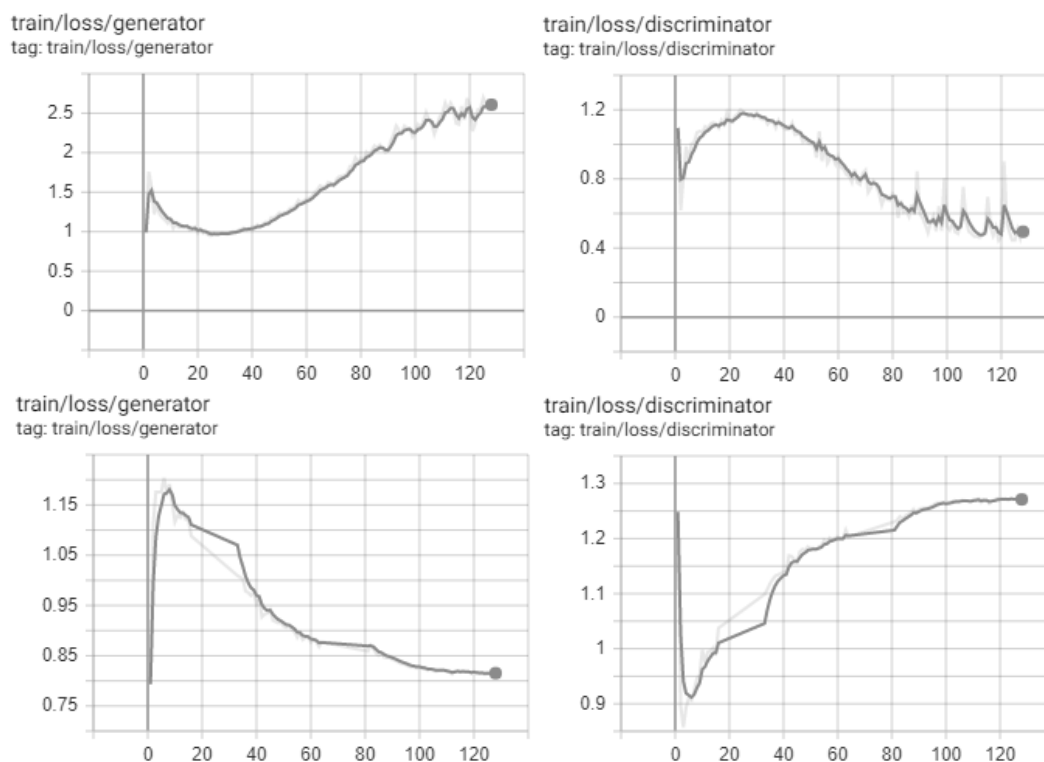 train/loss/generator
tag: train/loss/generator
2.5
2
1.5
1
0.5
0
0 20 40 60 80 100 120
train/loss/discriminator
tag: train/loss/discriminator
1.2
0.8
0.4
0
0 20 40 60 80 100 120
train/loss/generator
tag: train/loss/generator
1.15
1.05
0.95
0.85
0.75
0 20 40 60 80 100 120
train/loss/discriminator
tag: train/loss/discriminator
1.3
1.2
1.1
1
0.9
0 20 40 60 80 100 120